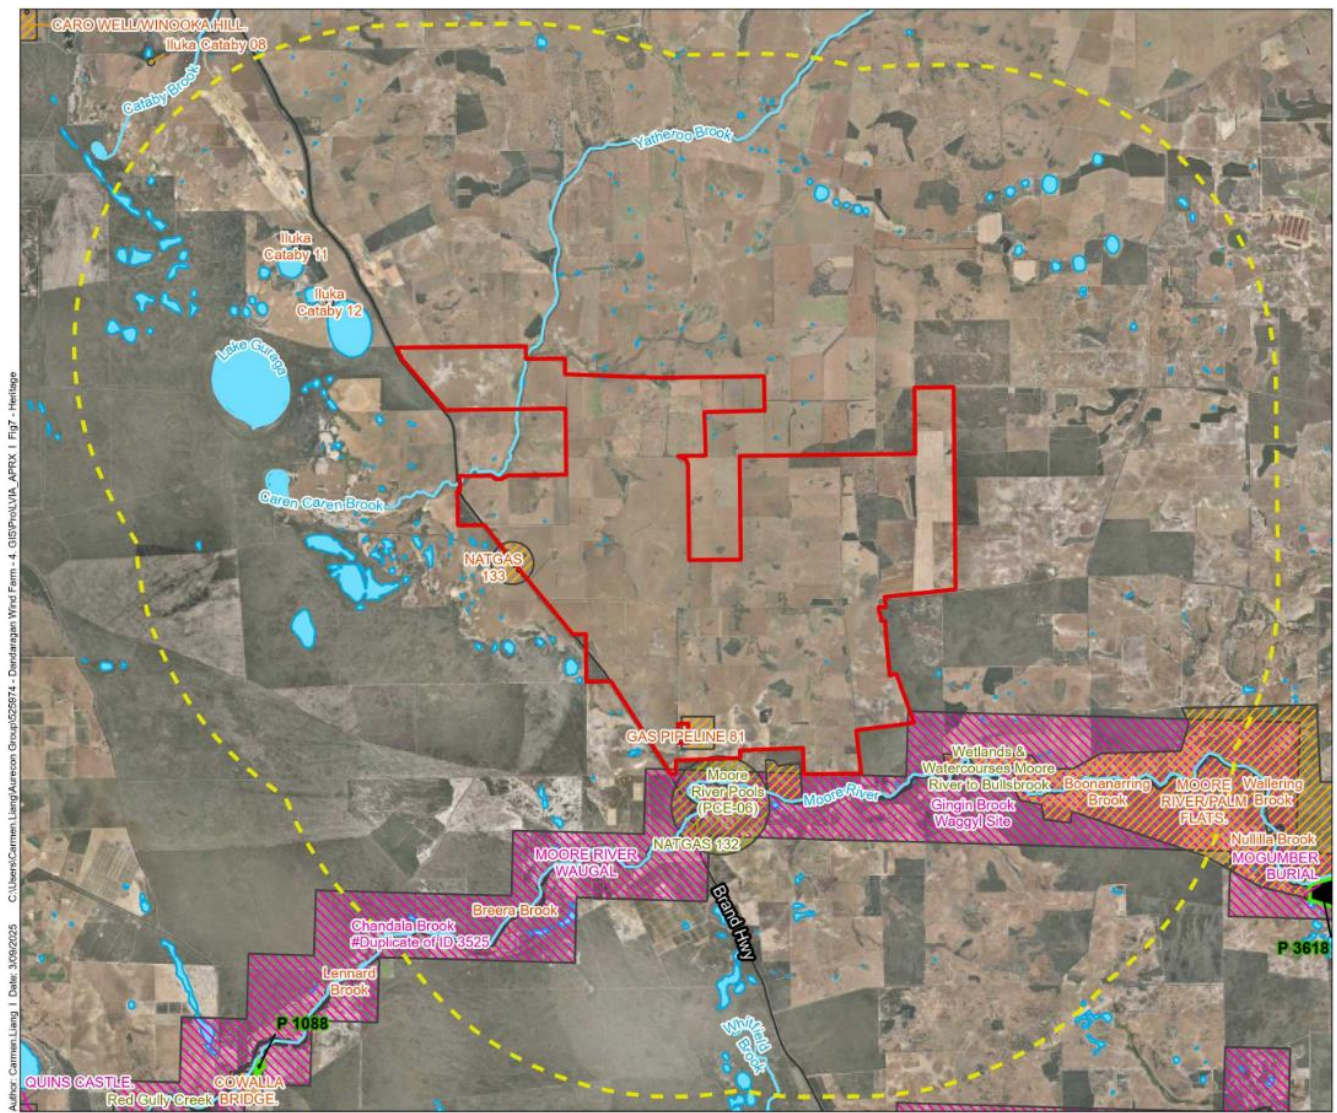 CARO WELL/WINOOKA HILL.
Iluka Cataby 08
Cataby Brook
Yatheroo Brook
Iluka
Cataby 11
Iluka
Cataby 12
Lake Guraga
Caren Caren Brook
NATGAS
133
GAS PIPELINE 81
Moore
River Pools
(PCE-06)
NATGAS 132
Moore River
Wetlands &
Watercourses Moore
River to Bullsbrook
Gingin Brook
Waggyl Site
Boonanarring
Brook
MOORE
RIVER/PALM
FLATS.
Wallering
Brook
Nullilla Brook
MOGUMBER
BURIAL
P 3618
MOORE RIVER
WAUGAL
Breera Brook
Chandala Brook
#Duplicate of ID 3525
Lennard
Brook
P 1088
Brand Hwy
Whitfield
Brook
QUINS CASTLE.
Red Gully Creek
COWALLA
BRIDGE.
Author: Carmen.Liang | Date: 3/09/2025 C:\Users\Carmen.Liang\Aurecon Group\525974 - Dandaragan Wind Farm - 4. GIS\Pro\LVIA_APRX | Fig7 - Heritage